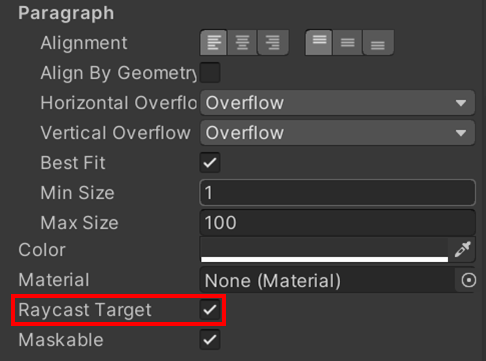 Paragraph
Alignment
Align By Geometry
Horizontal Overflo Overflow
Vertical Overflow Overflow
Best Fit
Min Size 1
Max Size 100
Color
Material None (Material)
Raycast Target
Maskable